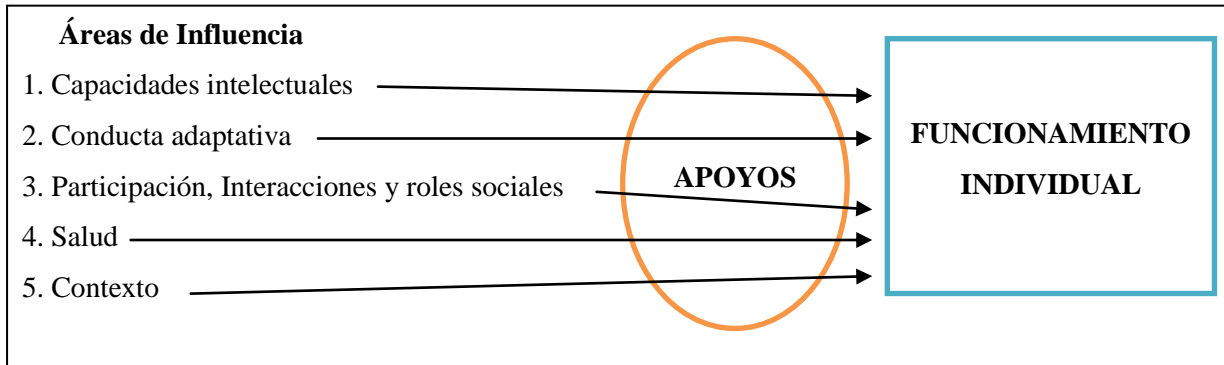 Áreas de Influencia
1. Capacidades intelectuales
2. Conducta adaptativa
3. Participación, Interacciones y roles sociales
4. Salud
5. Contexto
APOYOS
FUNCIONAMIENTO
INDIVIDUAL